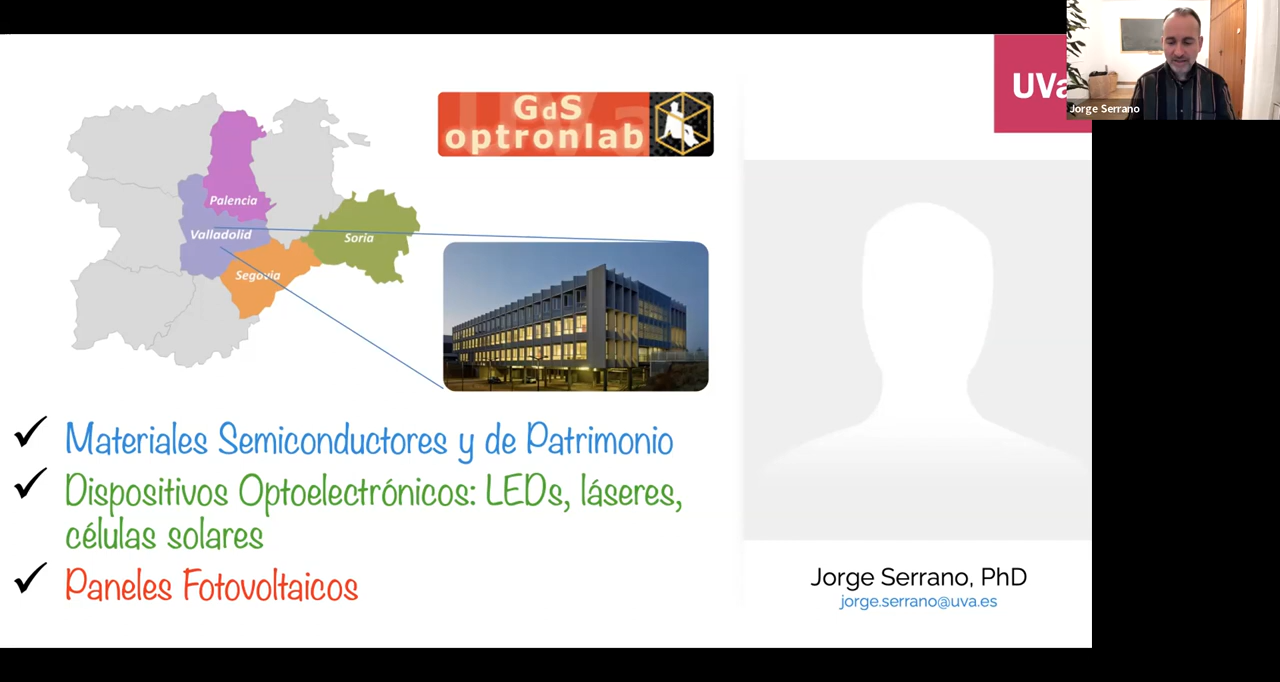 GdS
optronlab
UVa
Jorge Serrano
Palencia
Valladolid
Soria
Segovia
✓ Materiales Semiconductores y de Patrimonio
✓ Dispositivos Optoelectrónicos: LEDs, láseres,
células solares
✓ Paneles Fotovoltaicos
Jorge Serrano, PhD
jorge.serrano@uva.es